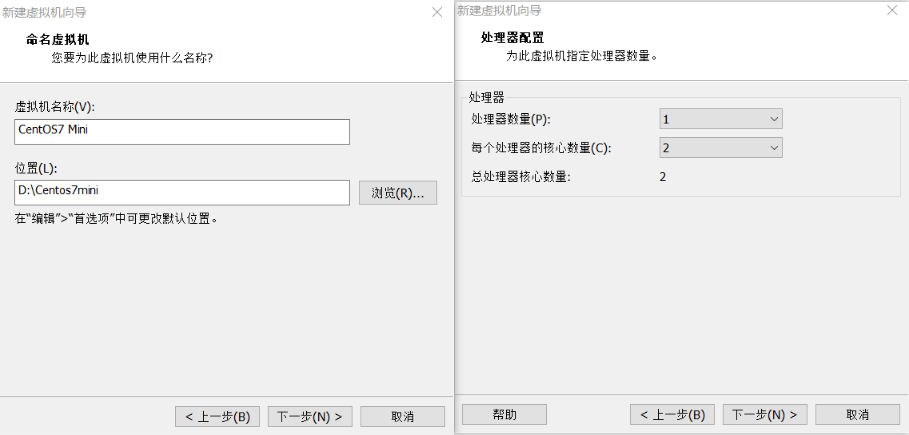 新建虚拟机向导
命名虚拟机
您要为此虚拟机使用什么名称?
虚拟机名称(V):
CentOS7 Mini
位置(L):
D:\Centos7mini
浏览(R)...
在“编辑”>“首选项”中可更改默认位置。
< 上一步(B)
下一步(N) >
取消
新建虚拟机向导
处理器配置
为此虚拟机指定处理器数量。
处理器
处理器数量(P): 1
每个处理器的核心数量(C): 2
总处理器核心数量: 2
帮助
< 上一步(B)
下一步(N) >
取消